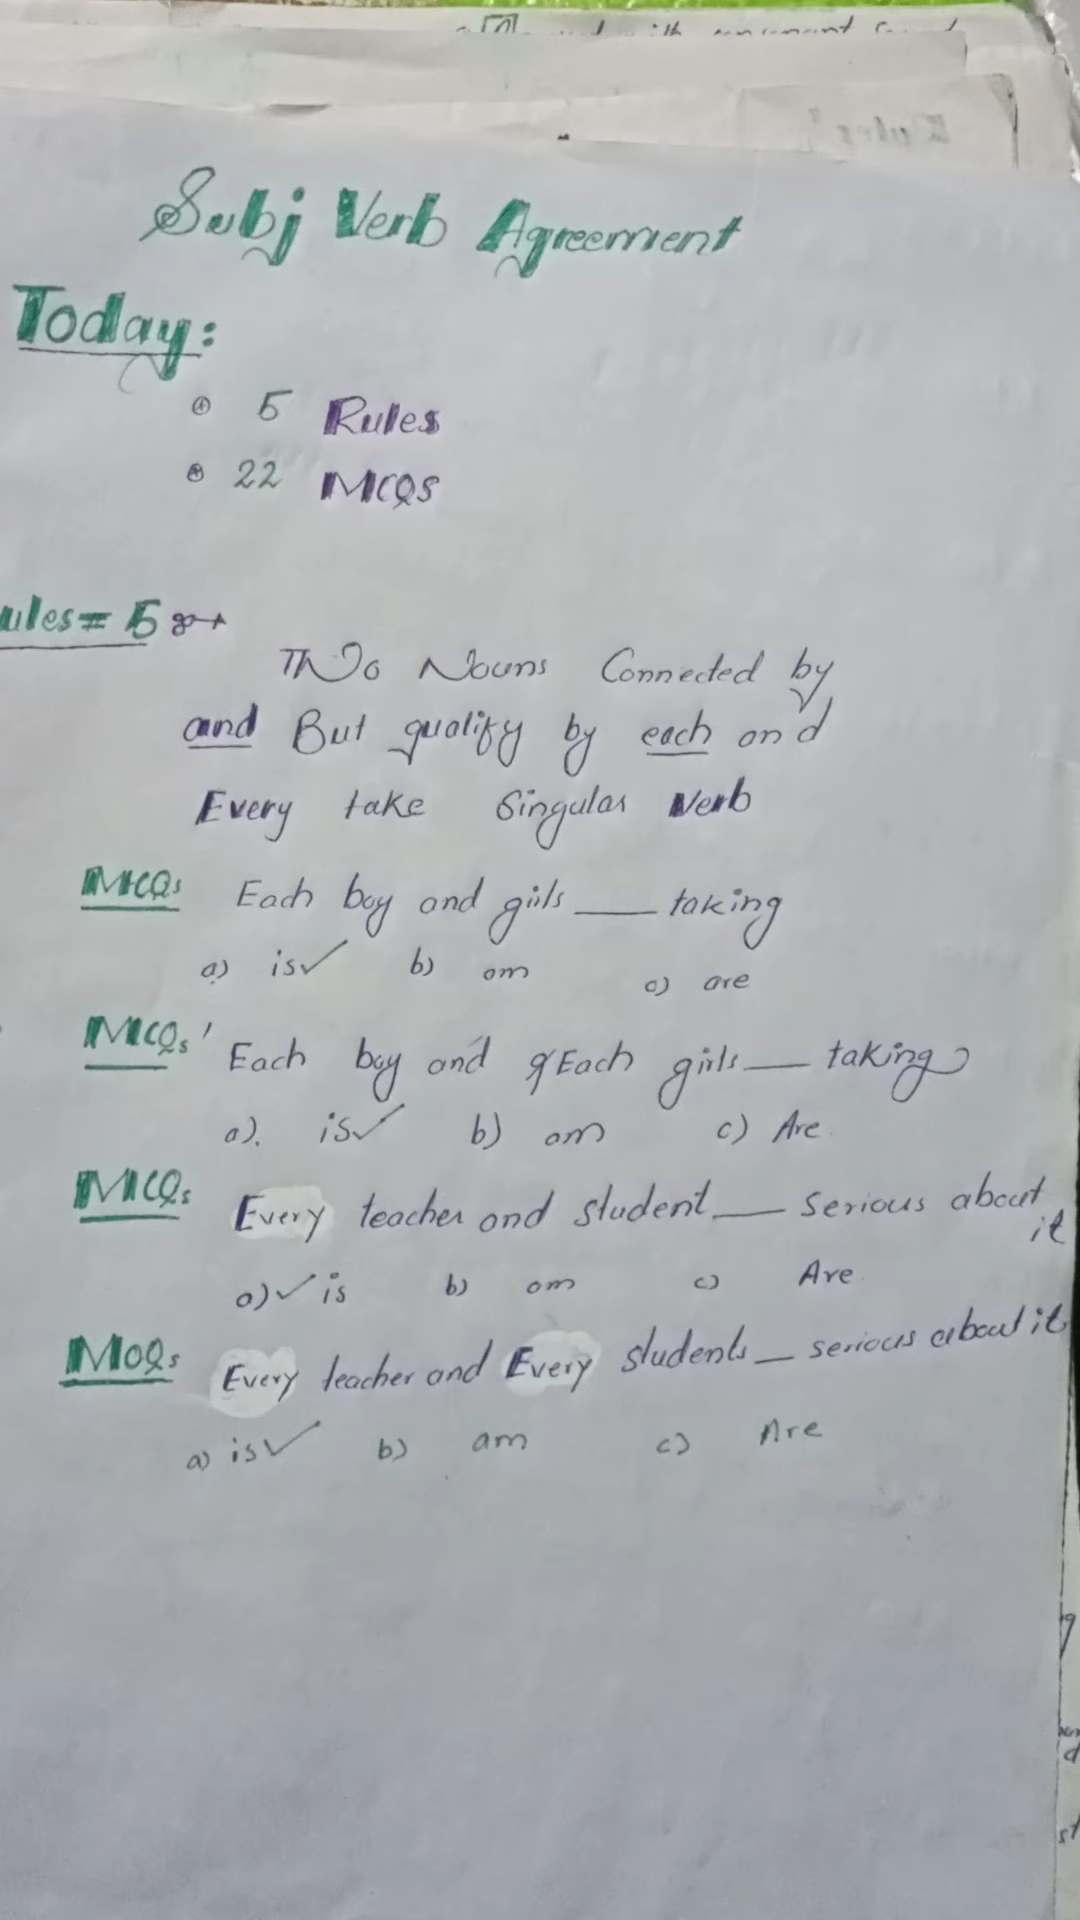 with consonant
Subj Verb Agreement
Today:
5 Rules
22 MCQS
ules = 5
Two Nouns Connected by
and But qualify by each and
Every take Singular Verb
MCQs Each boy and girls ___ taking
a) is✓ b) am c) are
MCQs' Each boy and Each girls ___ taking
a). is✓ b) am c) Are
MCQs Every teacher and student ___ serious about
it
a)✓ is b) am c) Are
MCQs Every teacher and Every students _ serious about it
a) is✓ b) am c) Are